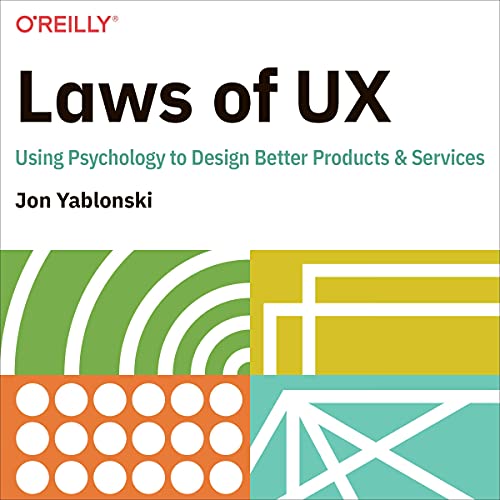 O'REILLY®
Laws of UX
Using Psychology to Design Better Products & Services
Jon Yablonski